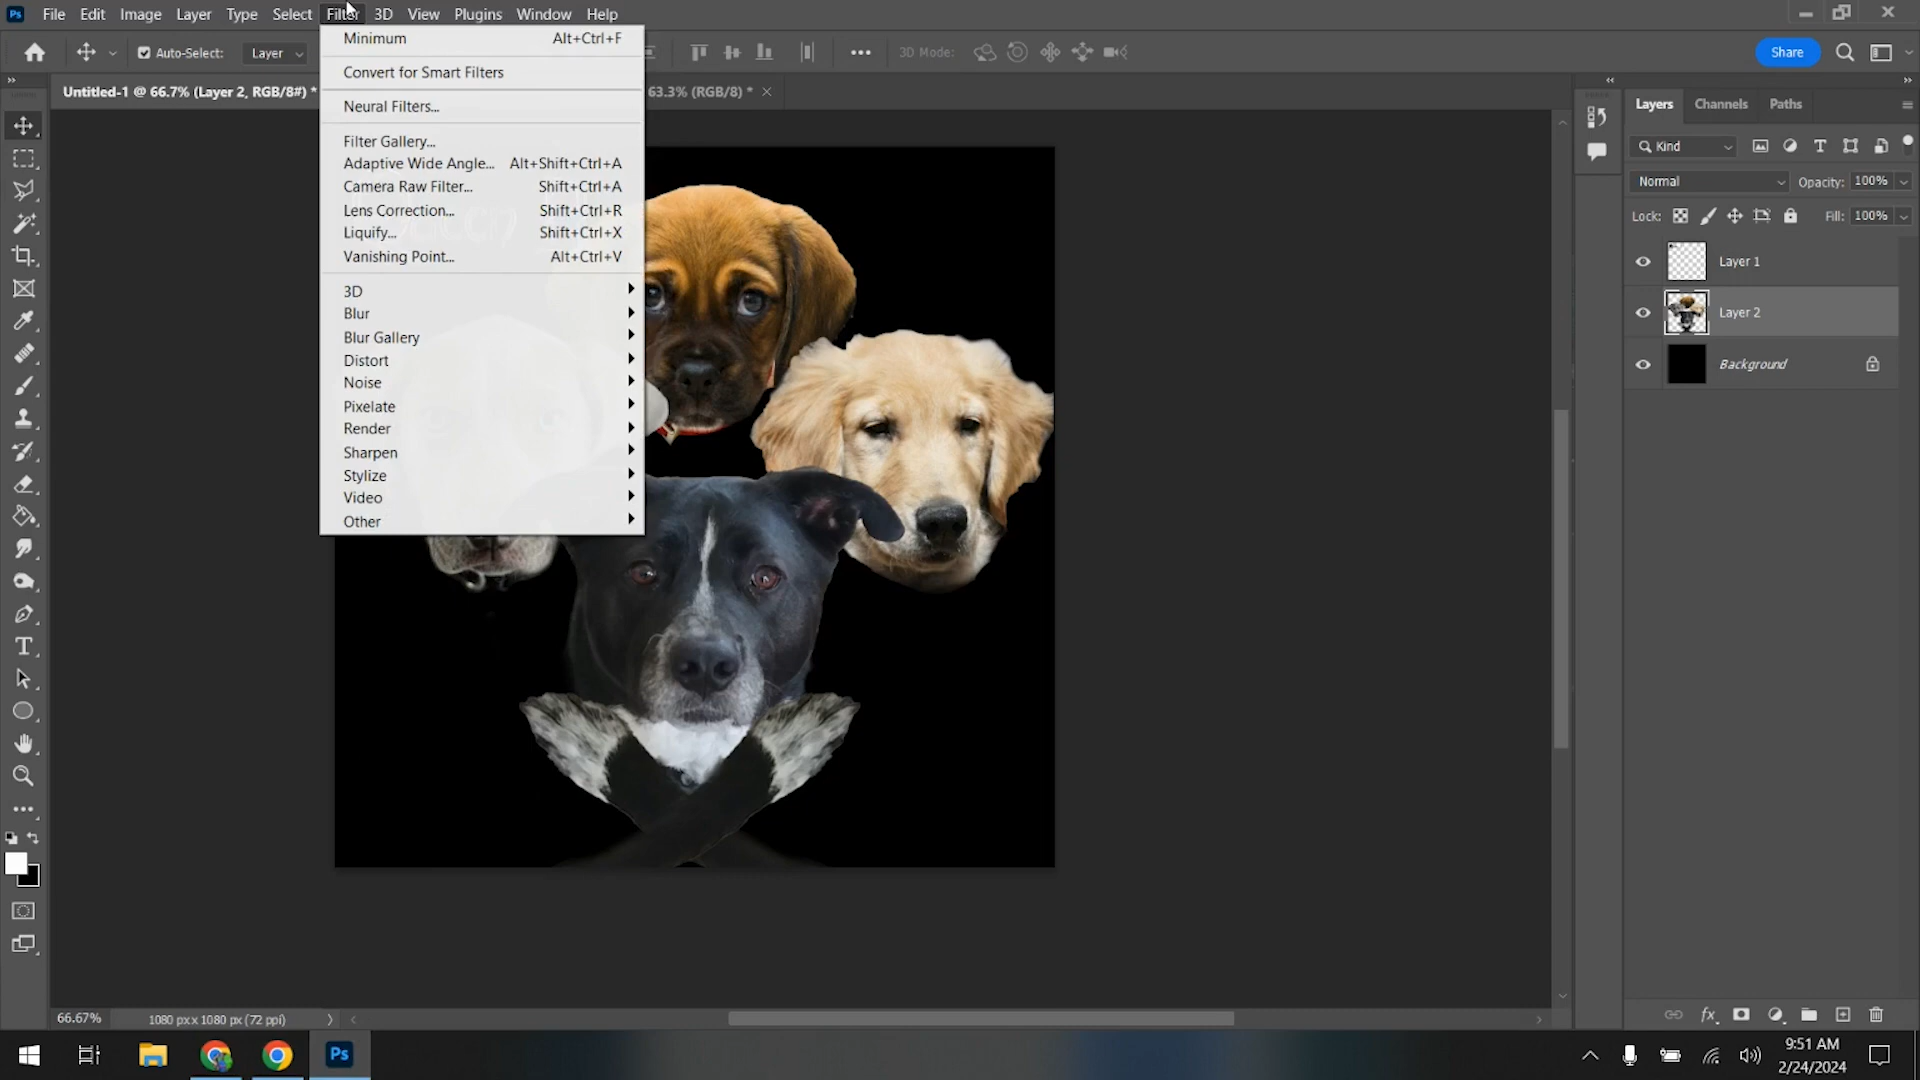 Ps File Edit Image Layer Type Select Filter 3D View Plugins Window Help
Auto-Select: Layer 3D Mode: Share
Untitled-1 @ 66.7% (Layer 2, RGB/8#) * 63.3% (RGB/8) *
Minimum Alt+Ctrl+F
Convert for Smart Filters
Neural Filters...
Filter Gallery...
Adaptive Wide Angle... Alt+Shift+Ctrl+A
Camera Raw Filter... Shift+Ctrl+A
Lens Correction... Shift+Ctrl+R
Liquify... Shift+Ctrl+X
Vanishing Point... Alt+Ctrl+V
3D
Blur
Blur Gallery
Distort
Noise
Pixelate
Render
Sharpen
Stylize
Video
Other
Layers Channels Paths
Kind
Normal Opacity: 100%
Lock: Fill: 100%
Layer 1
Layer 2
Background
fx
66.67% 1080 px x 1080 px (72 ppi)
Ps
9:51 AM
2/24/2024